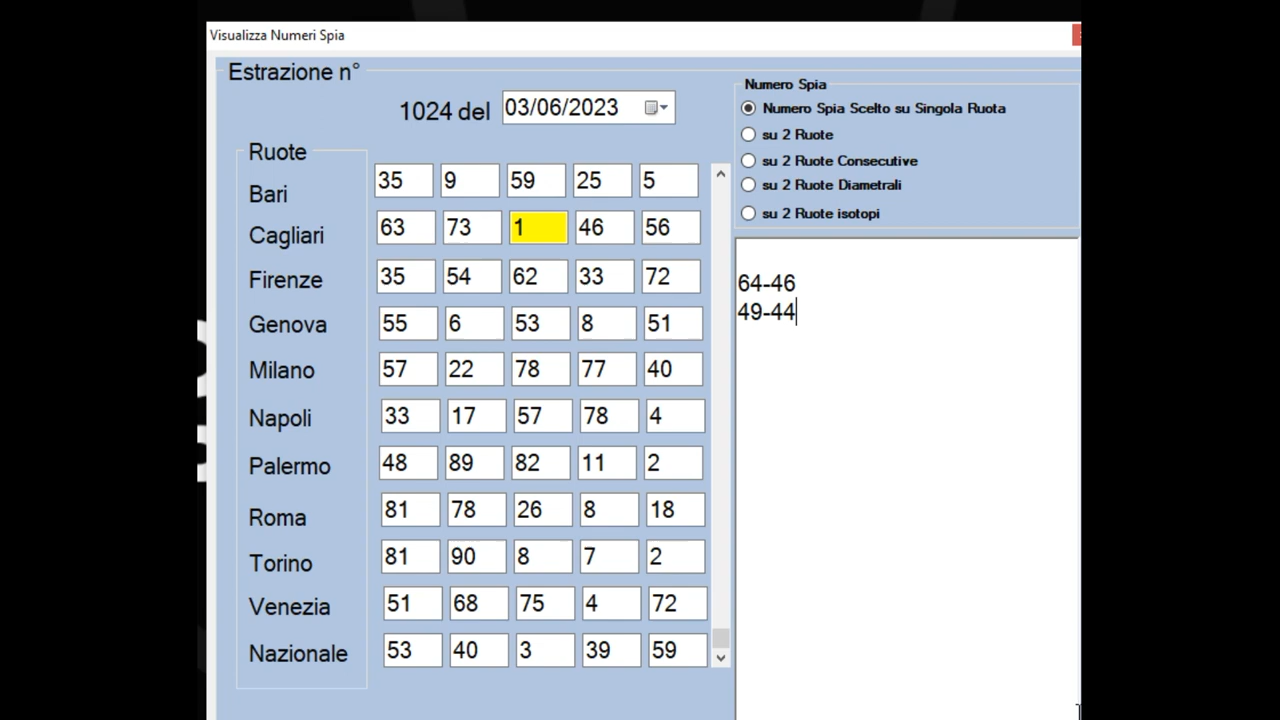 Visualizza Numeri Spia
Estrazione n°
1024 del 03/06/2023
Ruote
Bari 35 9 59 25 5
Cagliari 63 73 1 46 56
Firenze 35 54 62 33 72
Genova 55 6 53 8 51
Milano 57 22 78 77 40
Napoli 33 17 57 78 4
Palermo 48 89 82 11 2
Roma 81 78 26 8 18
Torino 81 90 8 7 2
Venezia 51 68 75 4 72
Nazionale 53 40 3 39 59
Numero Spia
Numero Spia Scelto su Singola Ruota
su 2 Ruote
su 2 Ruote Consecutive
su 2 Ruote Diametrali
su 2 Ruote isotopi
64-46
49-44